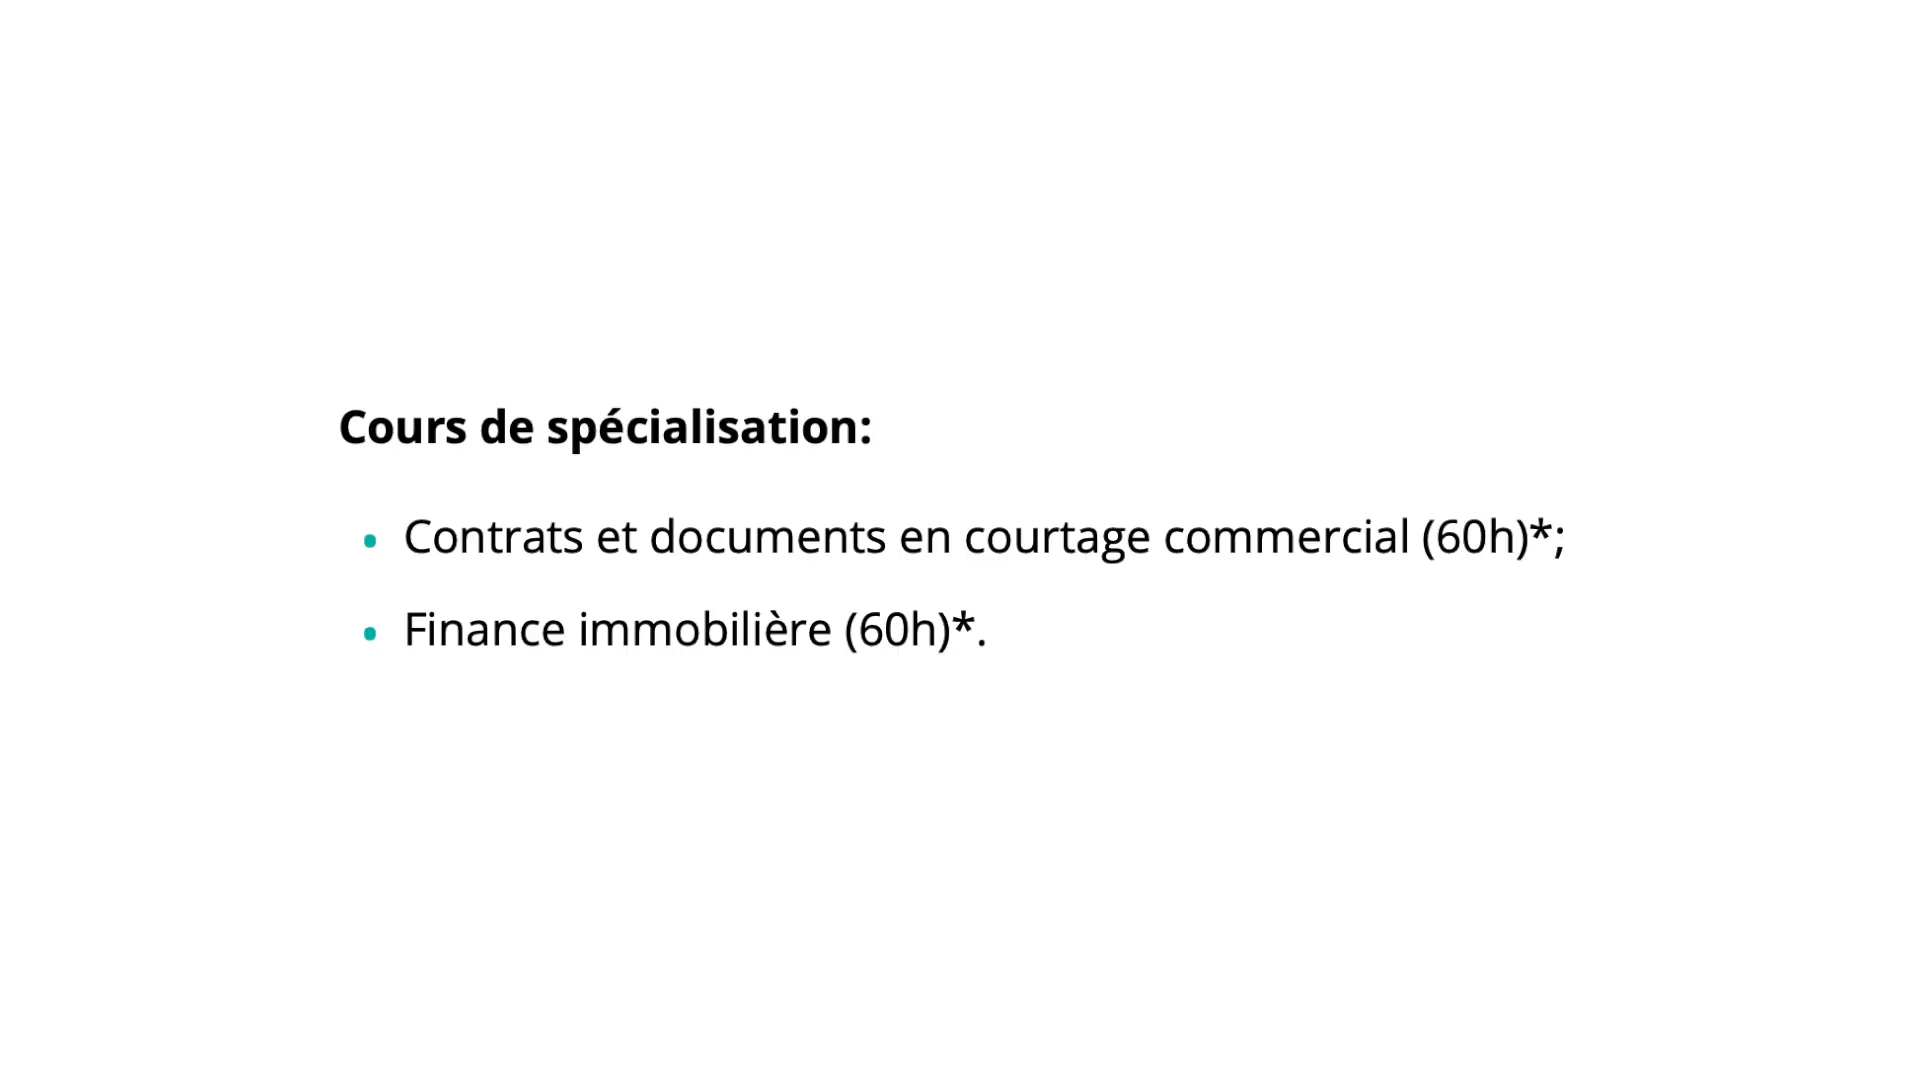 Cours de spécialisation:
• Contrats et documents en courtage commercial (60h)*;
• Finance immobilière (60h)*.